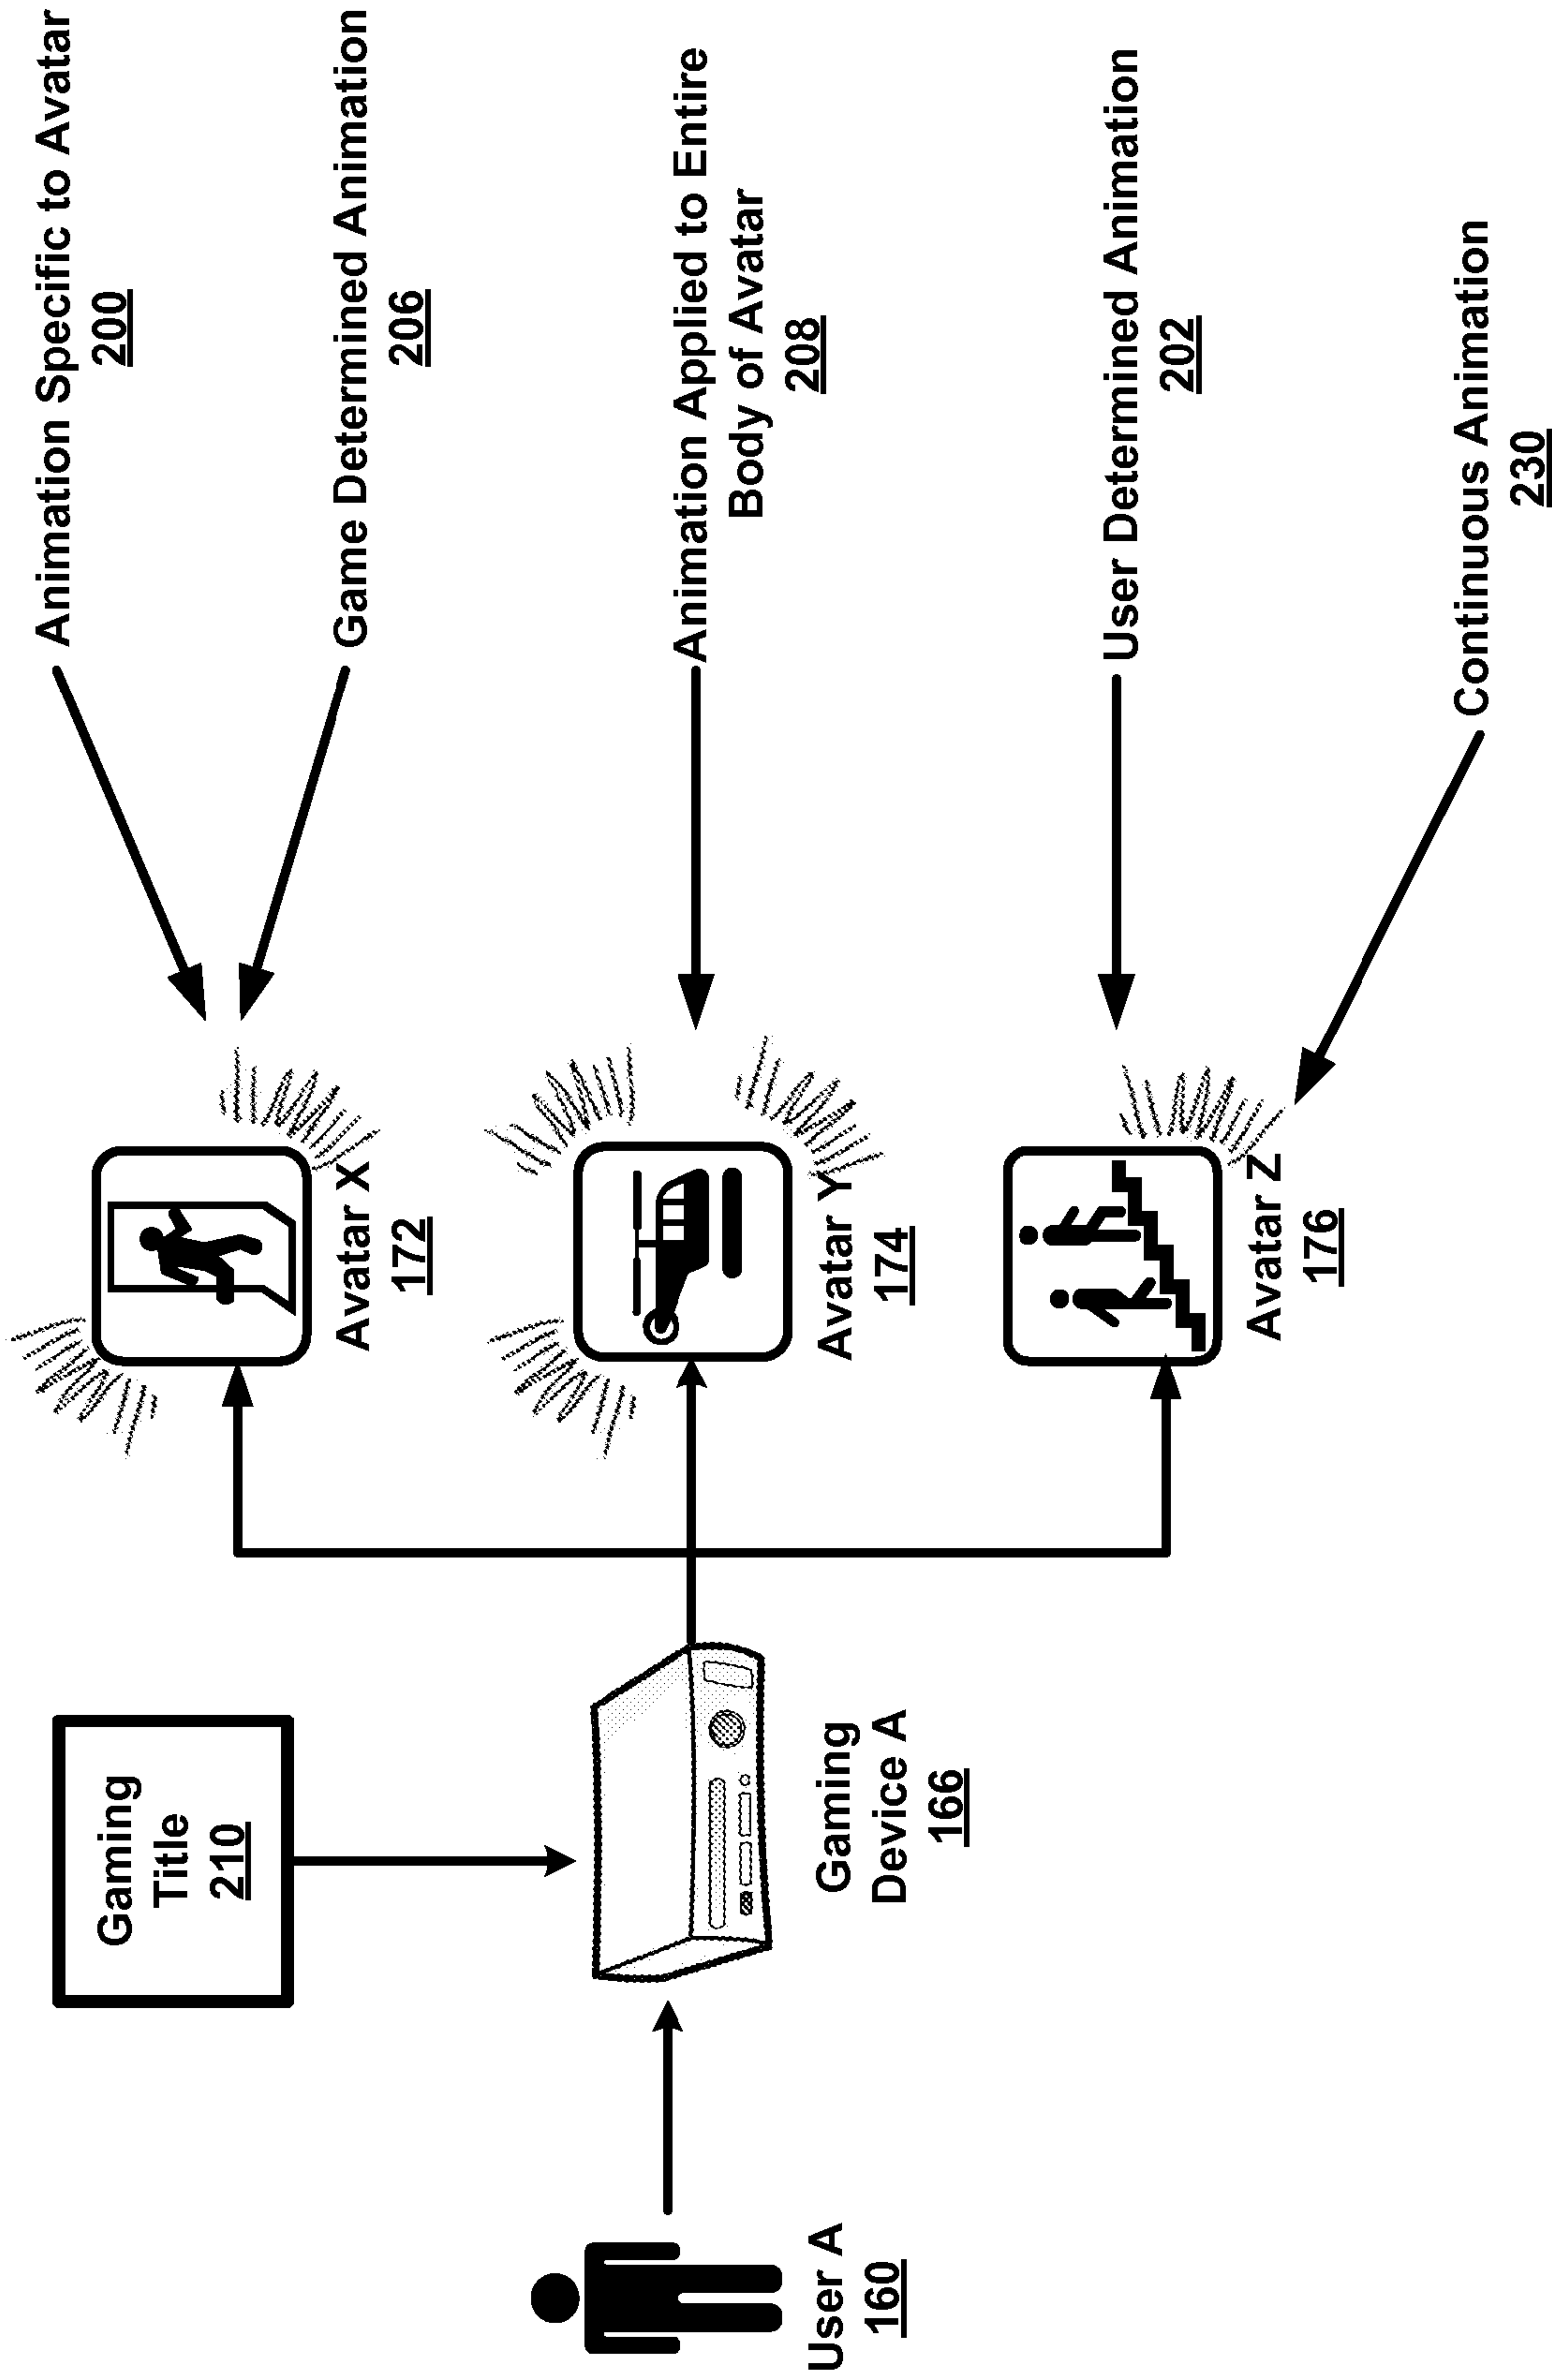 Gaming
Title
210
User A
160
Gaming
Device A
166
Avatar X
172
Avatar Y
174
Avatar Z
176
Animation Specific to Avatar
200
Game Determined Animation
206
Animation Applied to Entire
Body of Avatar
208
User Determined Animation
202
Continuous Animation
230